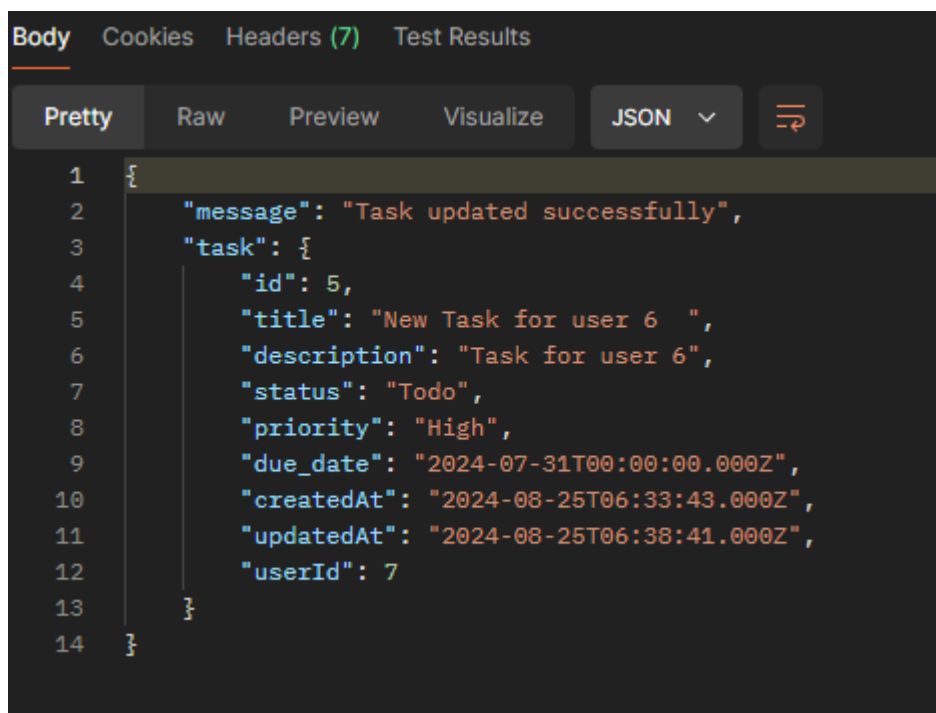 Body Cookies Headers (7) Test Results
Pretty Raw Preview Visualize JSON
1 {
2 "message": "Task updated successfully",
3 "task": {
4 "id": 5,
5 "title": "New Task for user 6  ",
6 "description": "Task for user 6",
7 "status": "Todo",
8 "priority": "High",
9 "due_date": "2024-07-31T00:00:00.000Z",
10 "createdAt": "2024-08-25T06:33:43.000Z",
11 "updatedAt": "2024-08-25T06:38:41.000Z",
12 "userId": 7
13 }
14 }